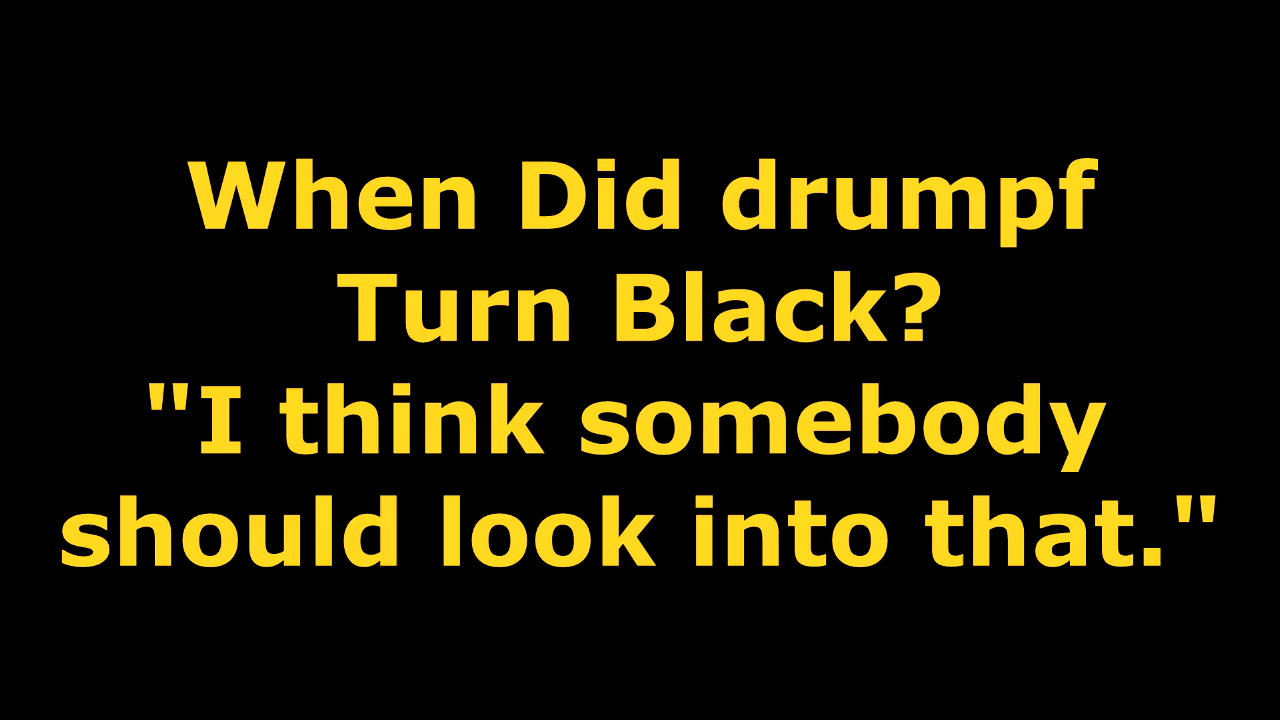 When Did drumpf
Turn Black?
"I think somebody
should look into that."